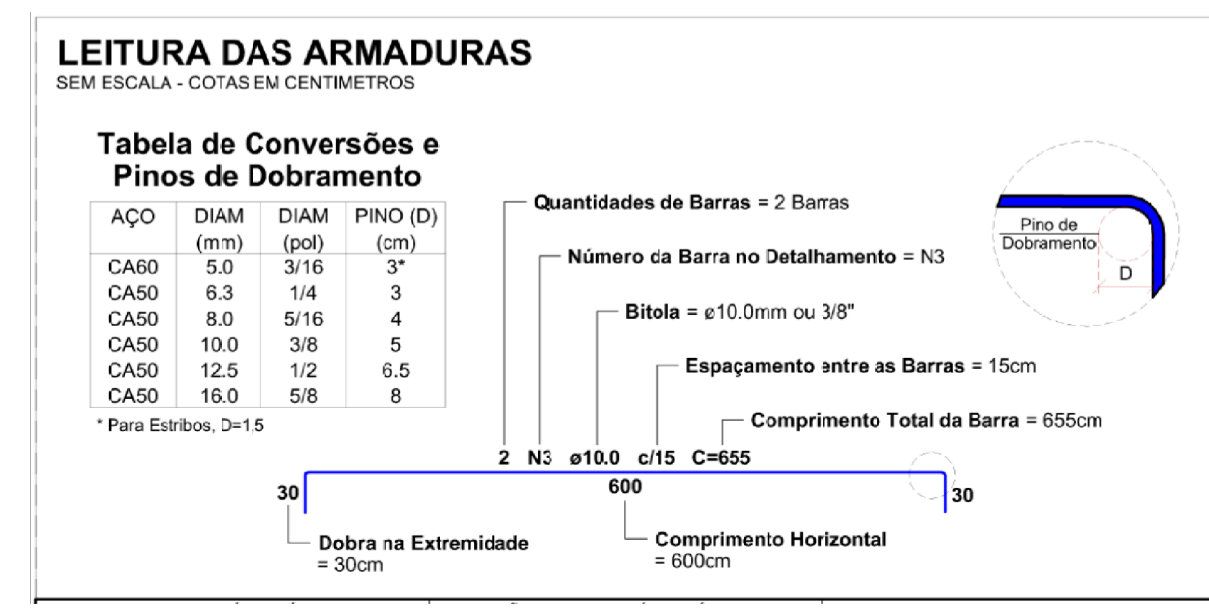 LEITURA DAS ARMADURAS
SEM ESCALA - COTAS EM CENTIMETROS
Tabela de Conversões e
Pinos de Dobramento
AÇO DIAM DIAM PINO (D)
(mm) (pol) (cm)
CA60 5.0 3/16 3*
CA50 6.3 1/4 3
CA50 8.0 5/16 4
CA50 10.0 3/8 5
CA50 12.5 1/2 6.5
CA50 16.0 5/8 8
* Para Estribos, D=1,5
Quantidades de Barras = 2 Barras
Número da Barra no Detalhamento = N3
Bitola = ø10.0mm ou 3/8"
Espaçamento entre as Barras = 15cm
Comprimento Total da Barra = 655cm
Pino de
Dobramento
D
2 N3 ø10.0 c/15 C=655
30 600 30
Dobra na Extremidade
= 30cm
Comprimento Horizontal
= 600cm